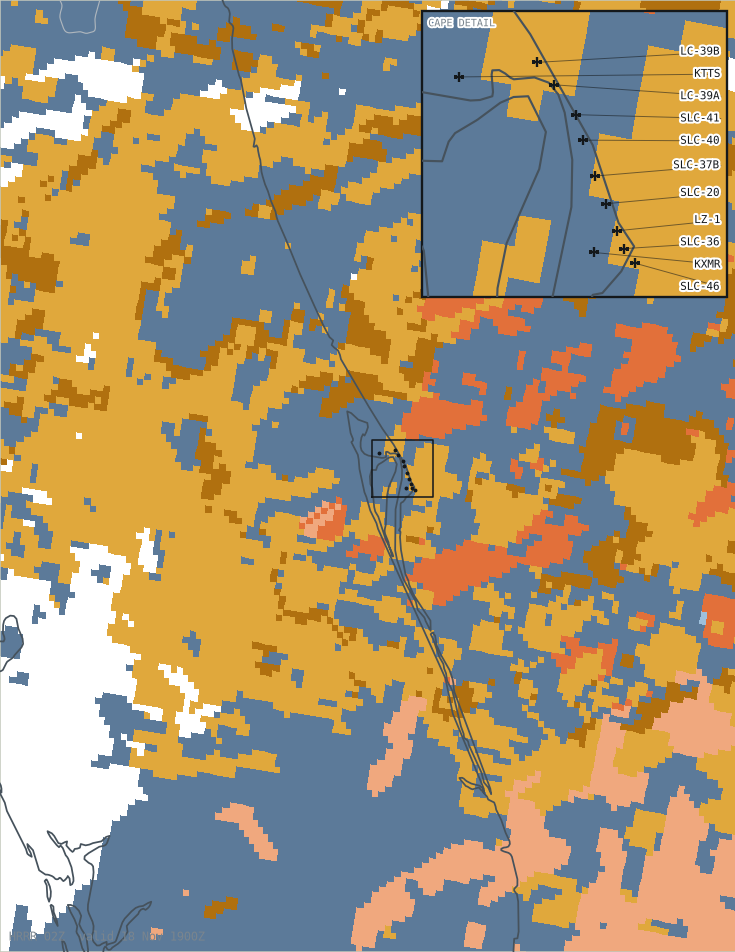 CAPE DETAIL
LC-39B
KTTS
LC-39A
SLC-41
SLC-40
SLC-37B
SLC-20
LZ-1
SLC-36
KXMR
SLC-46